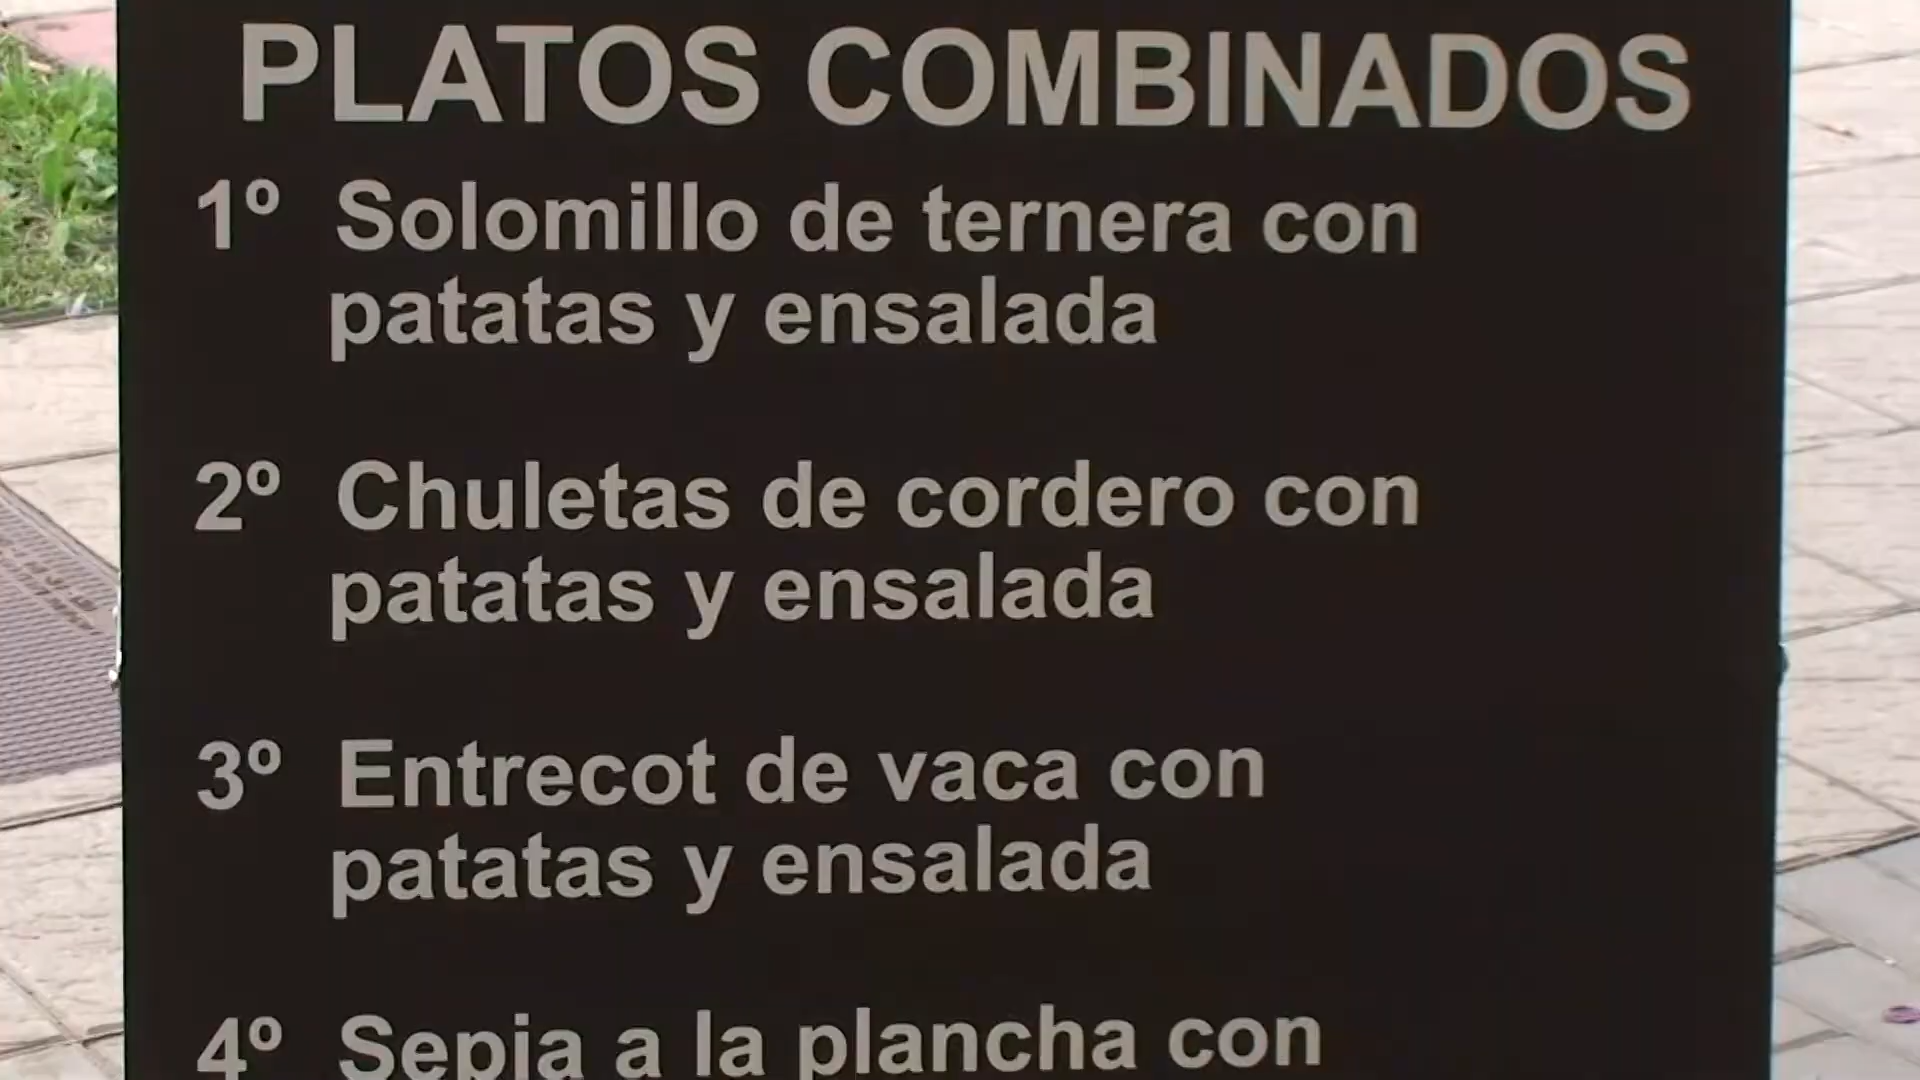 PLATOS COMBINADOS
1º Solomillo de ternera con
patatas y ensalada
2º Chuletas de cordero con
patatas y ensalada
3º Entrecot de vaca con
patatas y ensalada
4º Sepia a la plancha con